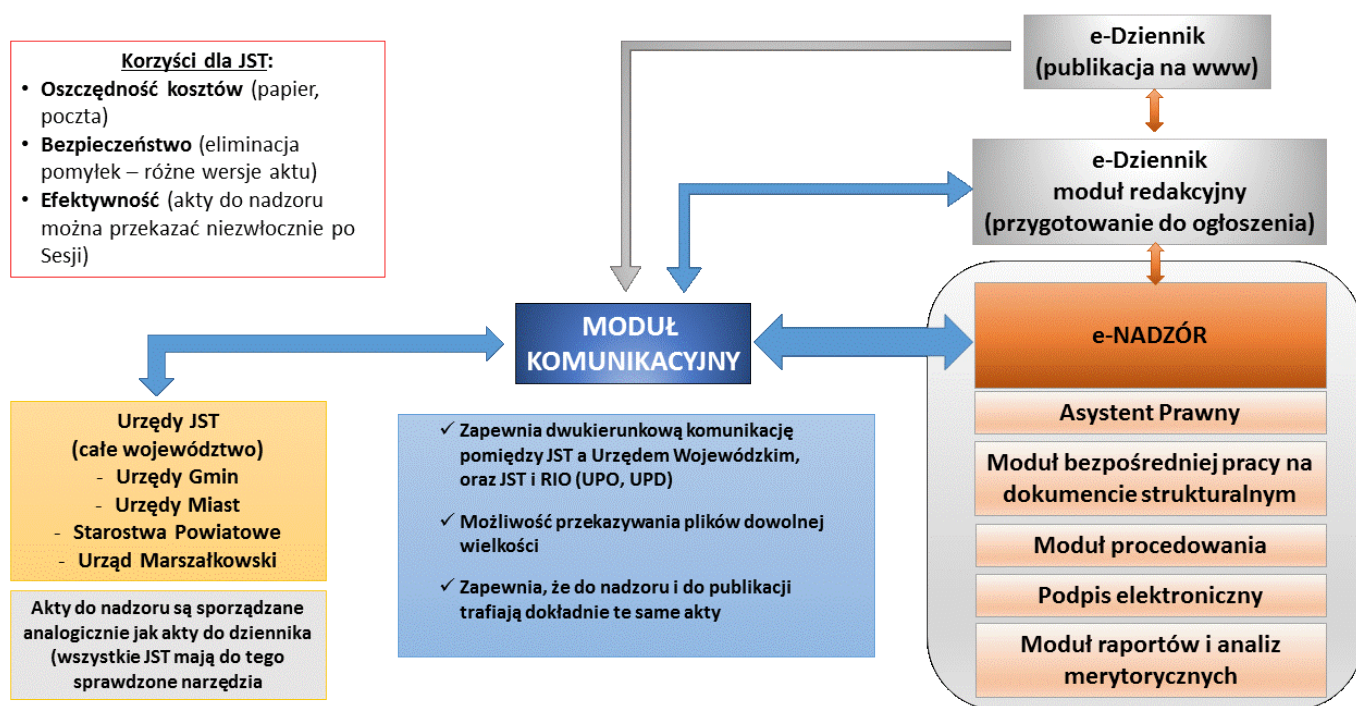 Korzyści dla JST:
• Oszczędność kosztów (papier,
poczta)
• Bezpieczeństwo (eliminacja
pomyłek – różne wersje aktu)
• Efektywność (akty do nadzoru
można przekazać niezwłocznie po
Sesji)
e-Dziennik
(publikacja na www)
e-Dziennik
moduł redakcyjny
(przygotowanie do ogłoszenia)
MODUŁ
KOMUNIKACYJNY
e-NADZÓR
Asystent Prawny
Moduł bezpośredniej pracy na
dokumencie strukturalnym
Moduł procedowania
Podpis elektroniczny
Moduł raportów i analiz
merytorycznych
Urzędy JST
(całe województwo)
- Urzędy Gmin
- Urzędy Miast
- Starostwa Powiatowe
- Urząd Marszałkowski
Akty do nadzoru są sporządzane
analogicznie jak akty do dziennika
(wszystkie JST mają do tego
sprawdzone narzędzia
✓ Zapewnia dwukierunkową komunikację
pomiędzy JST a Urzędem Wojewódzkim,
oraz JST i RIO (UPO, UPD)
✓ Możliwość przekazywania plików dowolnej
wielkości
✓ Zapewnia, że do nadzoru i do publikacji
trafiają dokładnie te same akty